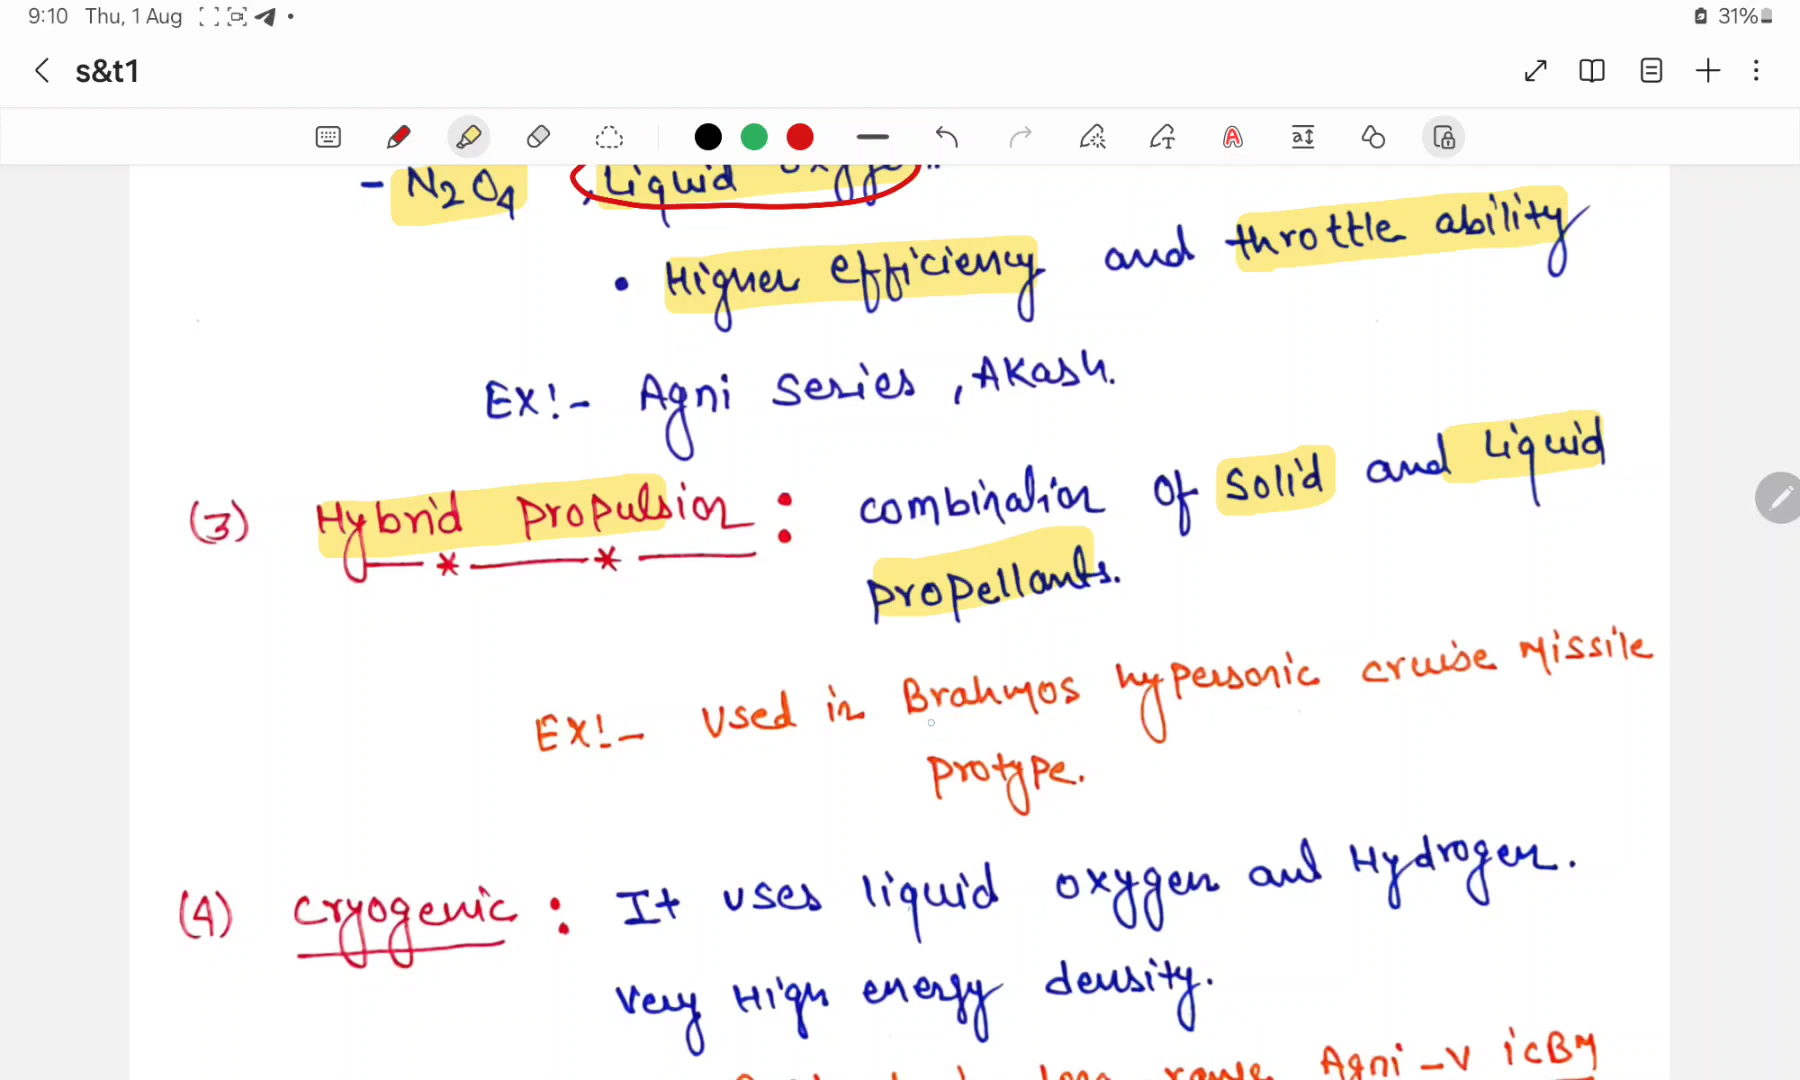 9:10 Thu, 1 Aug
31%
s&t1
- N2O4 , Liquid
• Higher efficiency and throttle ability
EX!- Agni Series , AKash.
(3) Hybrid Propulsion : combination of Solid and Liquid
propellants.
EX!- Used in Brahmos hypersonic cruise Missile
protype.
(4) Cryogenic : It uses liquid oxygen and Hydrogen.
very High energy density.
range Agni-V icBM